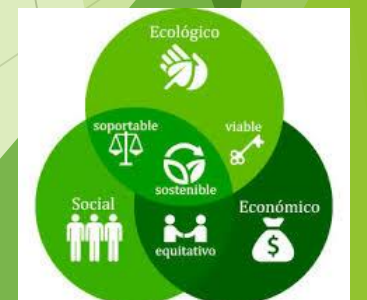 Ecológico
soportable
viable
sostenible
Social
Económico
equitativo
$